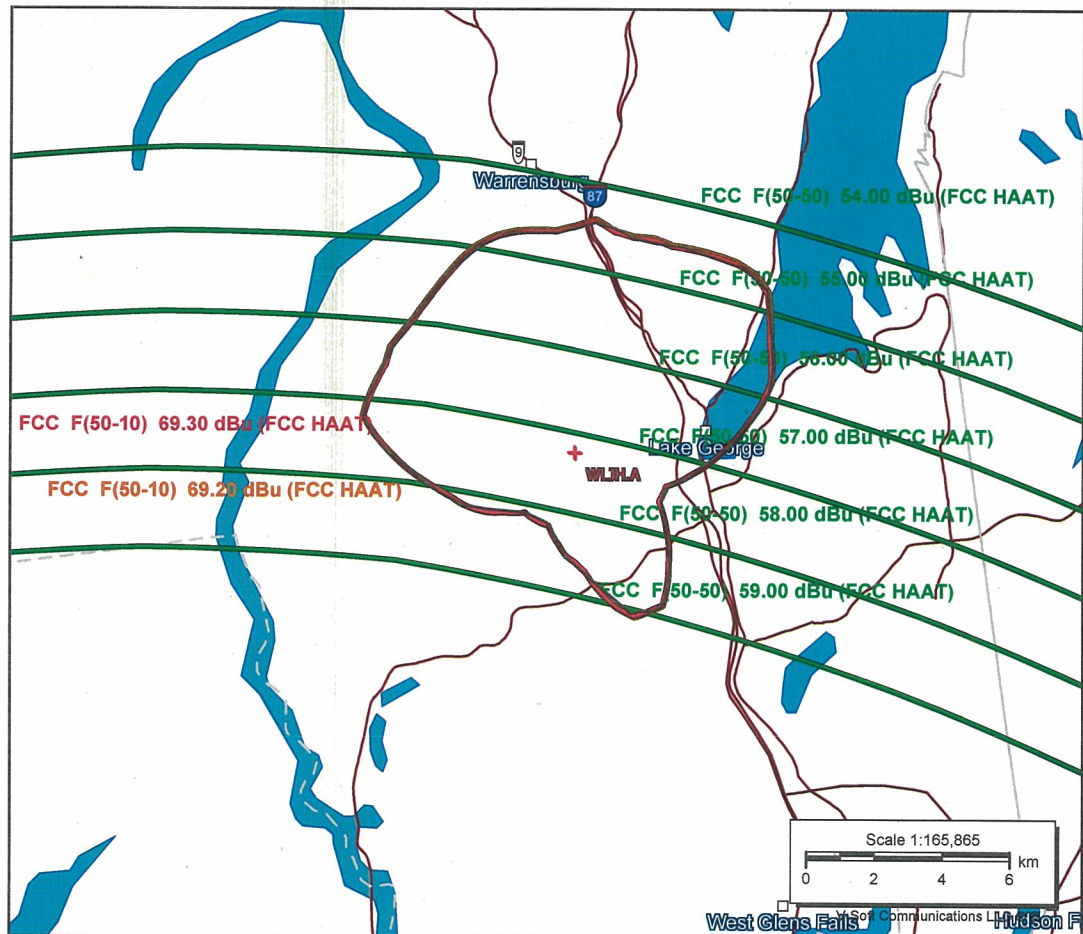 9
Warrensburg
87
FCC F(50-50) 54.00 dBu (FCC HAAT)
FCC F(50-50) 55.00 dBu (FCC HAAT)
FCC F(50-50) 56.00 dBu (FCC HAAT)
FCC F(50-10) 69.30 dBu (FCC HAAT)
FCC F(50-50) 57.00 dBu (FCC HAAT)
Lake George
WLJH.A
FCC F(50-10) 69.20 dBu (FCC HAAT)
FCC F(50-50) 58.00 dBu (FCC HAAT)
FCC F(50-50) 59.00 dBu (FCC HAAT)
Scale 1:165,865
km
0 2 4 6
West Glens Falls
V-Soft Communications
Hudson F